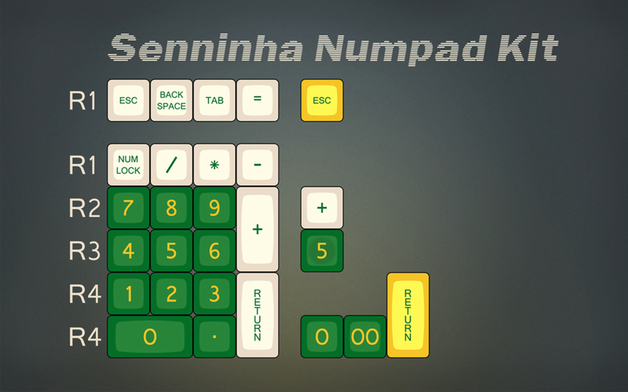 Senninha Numpad Kit
R1 ESC BACK SPACE TAB = ESC
R1 NUM LOCK / * -
R2 7 8 9 + +
R3 4 5 6 5
R4 1 2 3 RETURN RETURN
R4 0 . 0 00